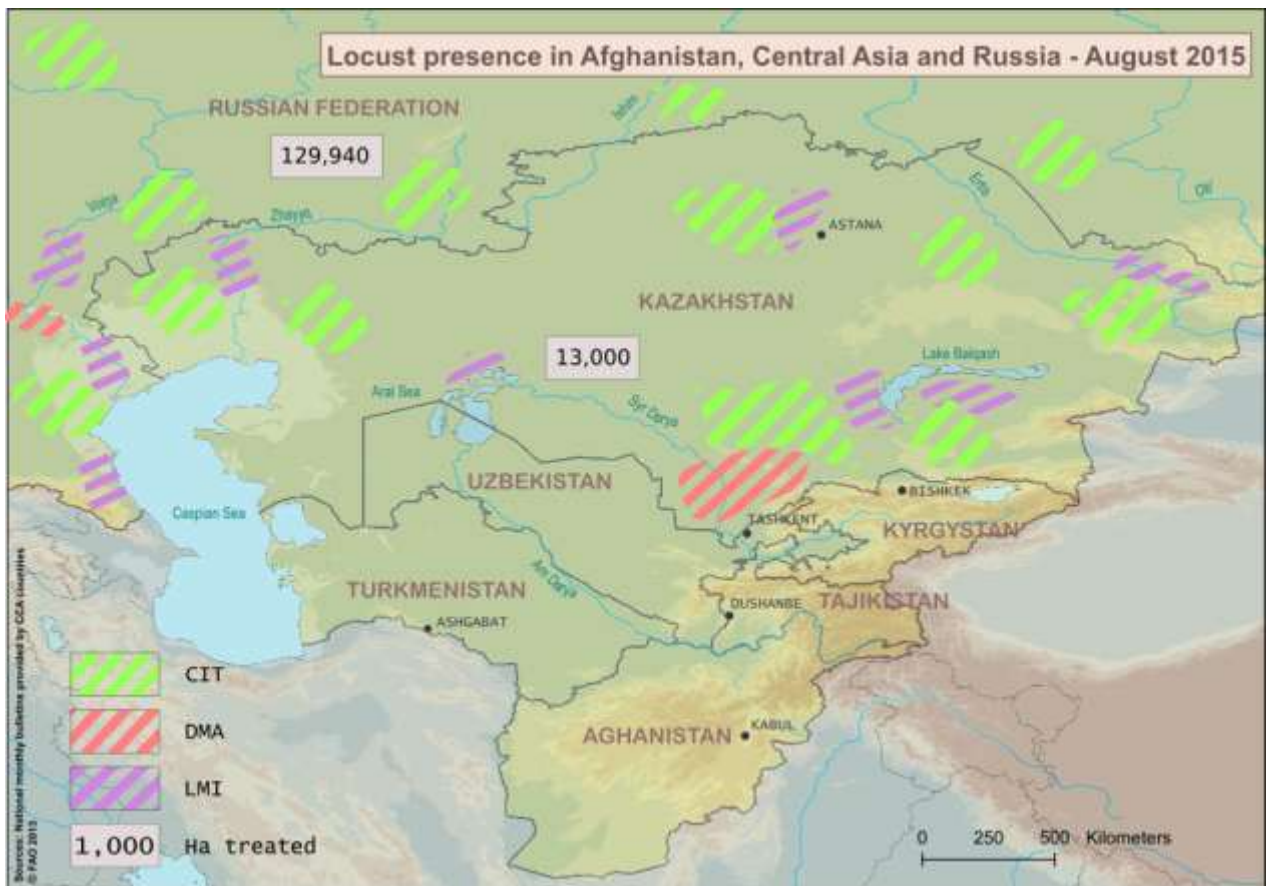 Locust presence in Afghanistan, Central Asia and Russia - August 2015
RUSSIAN FEDERATION
129,940
Ishim
Volga
Zhayyq
Ertis
Ob'
ASTANA
KAZAKHSTAN
13,000
Lake Balqash
Aral Sea
Syr Darya
UZBEKISTAN
BISHKEK
Caspian Sea
TASHKENT
KYRGYSTAN
TURKMENISTAN
Am Darya
DUSHANBE
TAJIKISTAN
ASHGABAT
AGHANISTAN
KABUL
CIT
DMA
LMI
1,000 Ha treated
0 250 500 Kilometers
Sources: National monthly bulletins provided by CCA countries
© FAO 2015